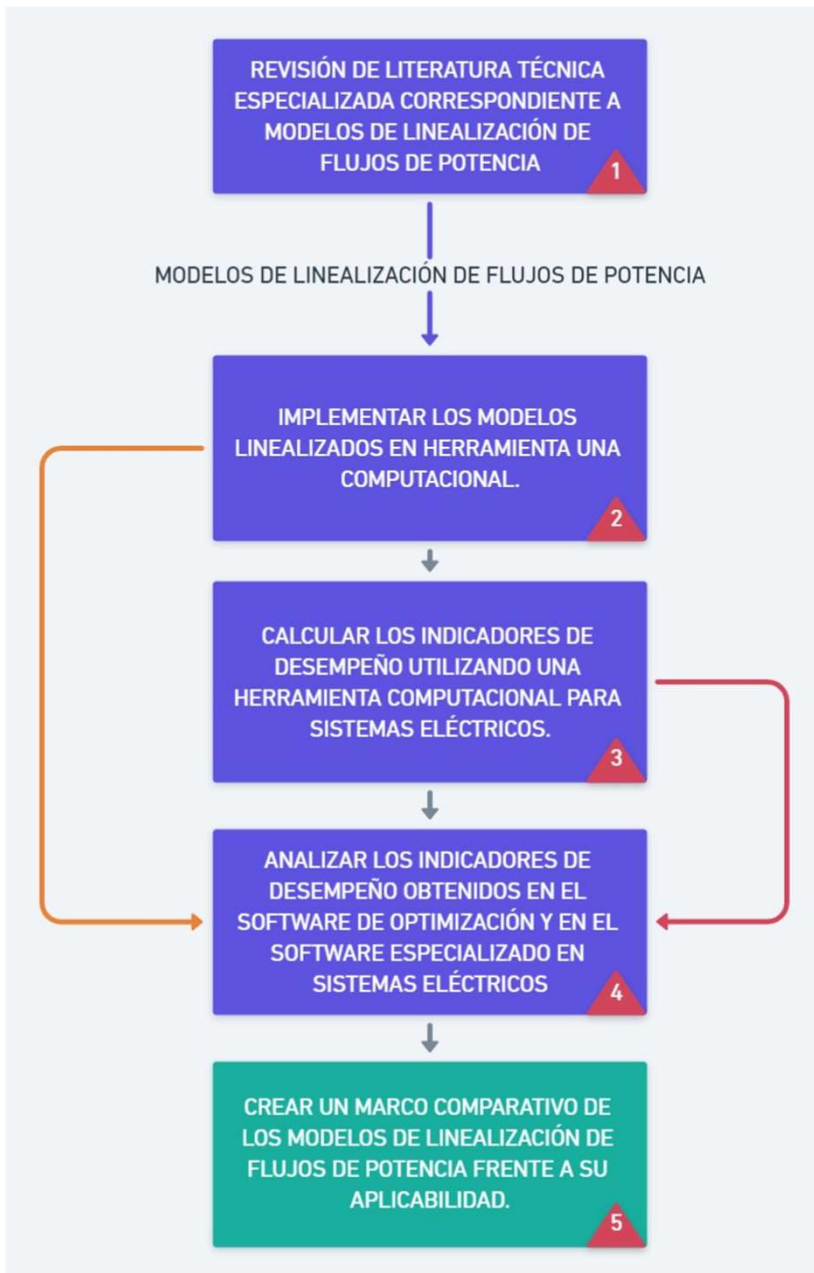 REVISIÓN DE LITERATURA TÉCNICA
ESPECIALIZADA CORRESPONDIENTE A
MODELOS DE LINEALIZACIÓN DE
FLUJOS DE POTENCIA
1
MODELOS DE LINEALIZACIÓN DE FLUJOS DE POTENCIA
IMPLEMENTAR LOS MODELOS
LINEALIZADOS EN HERRAMIENTA UNA
COMPUTACIONAL.
2
CALCULAR LOS INDICADORES DE
DESEMPEÑO UTILIZANDO UNA
HERRAMIENTA COMPUTACIONAL PARA
SISTEMAS ELÉCTRICOS.
3
ANALIZAR LOS INDICADORES DE
DESEMPEÑO OBTENIDOS EN EL
SOFTWARE DE OPTIMIZACIÓN Y EN EL
SOFTWARE ESPECIALIZADO EN
SISTEMAS ELÉCTRICOS
4
CREAR UN MARCO COMPARATIVO DE
LOS MODELOS DE LINEALIZACIÓN DE
FLUJOS DE POTENCIA FRENTE A SU
APLICABILIDAD.
5